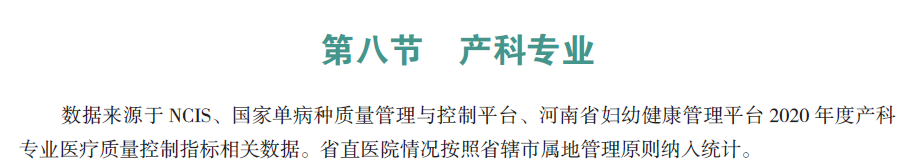 第八节　产科专业
数据来源于 NCIS、国家单病种质量管理与控制平台、河南省妇幼健康管理平台 2020 年度产科
专业医疗质量控制指标相关数据。省直医院情况按照省辖市属地管理原则纳入统计。